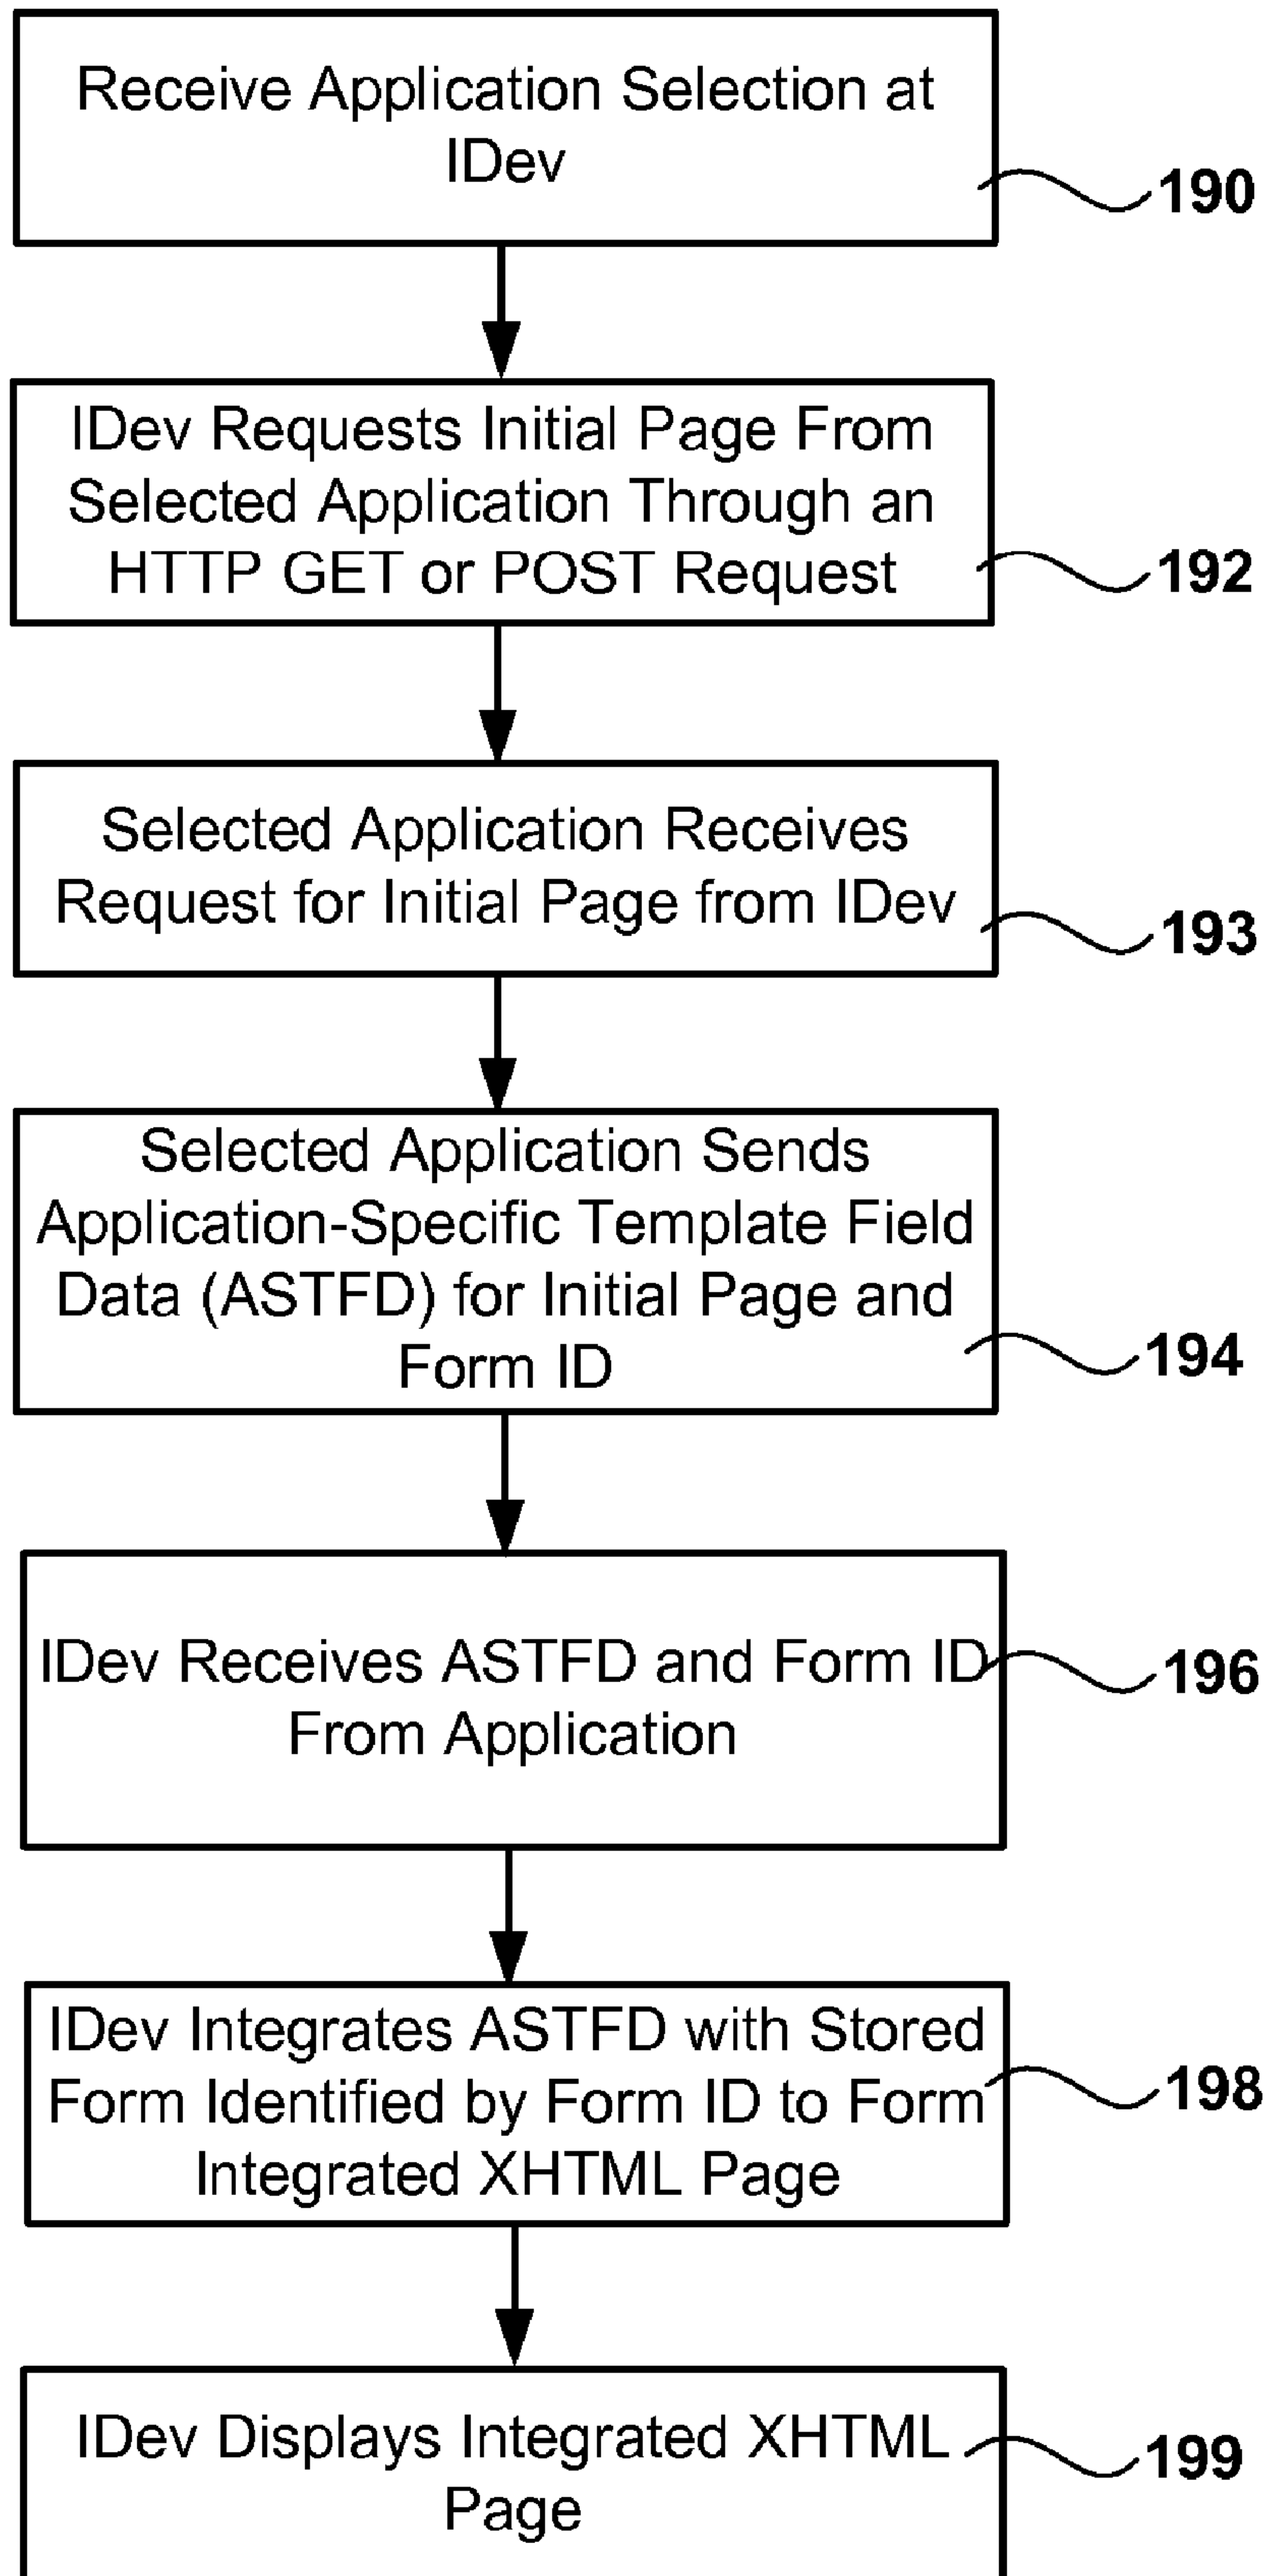 Receive Application Selection at
IDev
190
IDev Requests Initial Page From
Selected Application Through an
HTTP GET or POST Request
192
Selected Application Receives
Request for Initial Page from IDev
193
Selected Application Sends
Application-Specific Template Field
Data (ASTFD) for Initial Page and
Form ID
194
IDev Receives ASTFD and Form ID
From Application
196
IDev Integrates ASTFD with Stored
Form Identified by Form ID to Form
Integrated XHTML Page
198
IDev Displays Integrated XHTML
Page
199